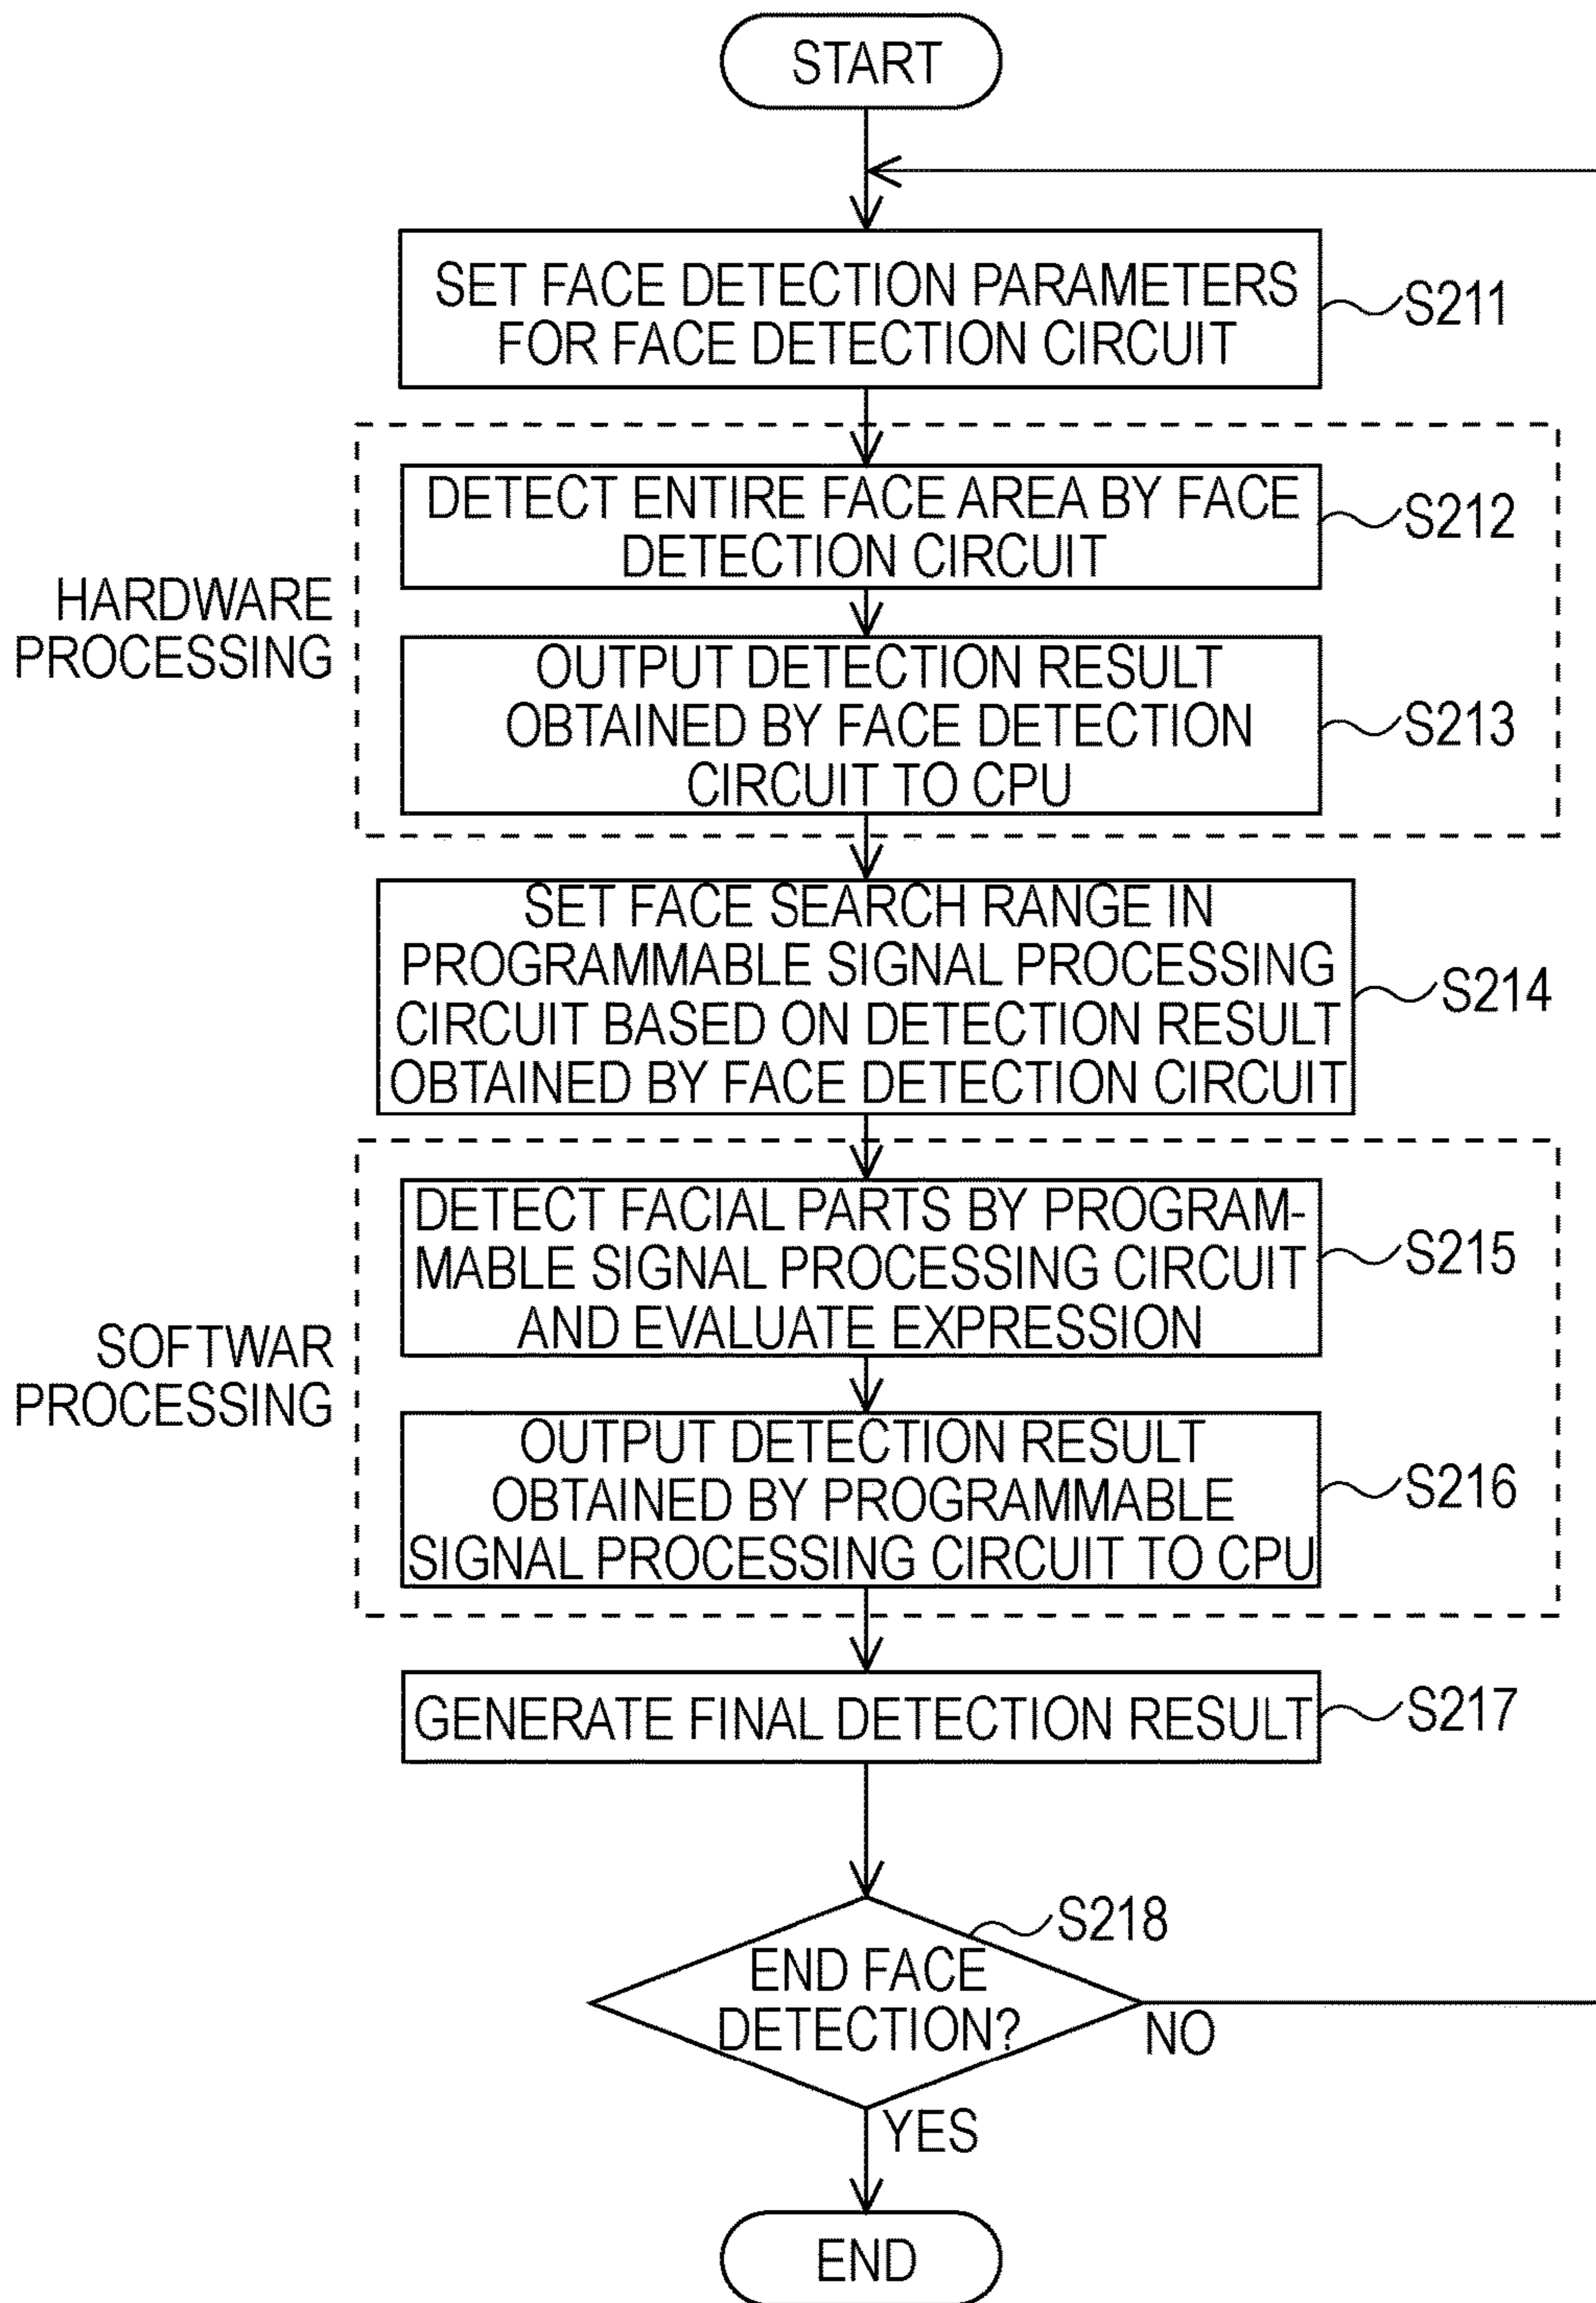 START
SET FACE DETECTION PARAMETERS
FOR FACE DETECTION CIRCUIT
S211
DETECT ENTIRE FACE AREA BY FACE
DETECTION CIRCUIT
S212
HARDWARE
PROCESSING
OUTPUT DETECTION RESULT
OBTAINED BY FACE DETECTION
CIRCUIT TO CPU
S213
SET FACE SEARCH RANGE IN
PROGRAMMABLE SIGNAL PROCESSING
CIRCUIT BASED ON DETECTION RESULT
OBTAINED BY FACE DETECTION CIRCUIT
S214
DETECT FACIAL PARTS BY PROGRAM-
MABLE SIGNAL PROCESSING CIRCUIT
AND EVALUATE EXPRESSION
S215
SOFTWAR
PROCESSING
OUTPUT DETECTION RESULT
OBTAINED BY PROGRAMMABLE
SIGNAL PROCESSING CIRCUIT TO CPU
S216
GENERATE FINAL DETECTION RESULT
S217
S218
END FACE
DETECTION?
NO
YES
END